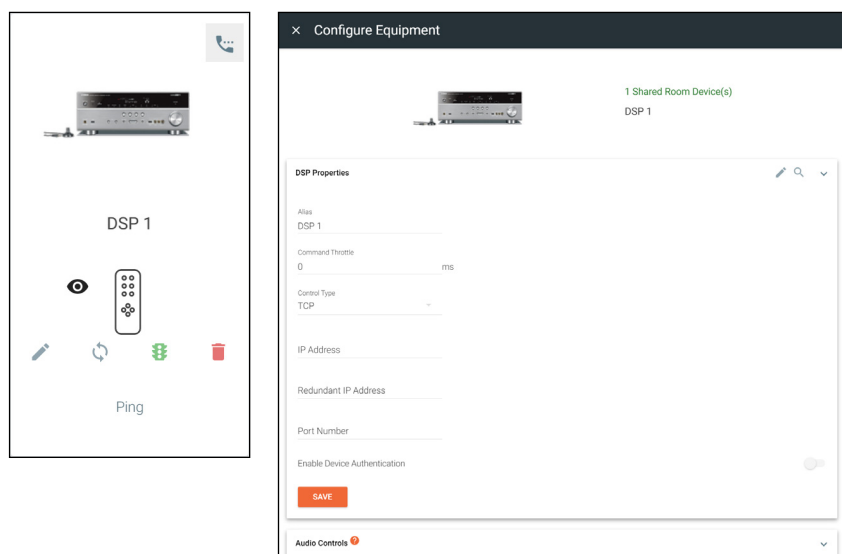 DSP 1
Ping
× Configure Equipment
1 Shared Room Device(s)
DSP 1
DSP Properties
Alias
DSP 1
Command Throttle
0 ms
Control Type
TCP
IP Address
Redundant IP Address
Port Number
Enable Device Authentication
SAVE
Audio Controls ?